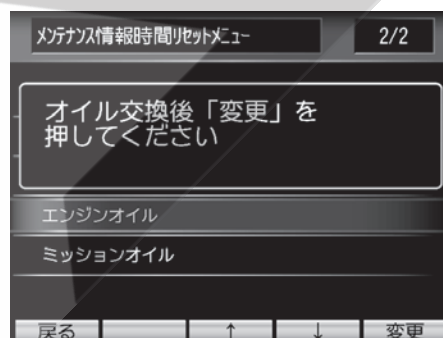 メンテナンス情報時間リセットメニュー
2/2
オイル交換後「変更」を
押してください
エンジンオイル
ミッションオイル
戻る ↑ ↓ 変更